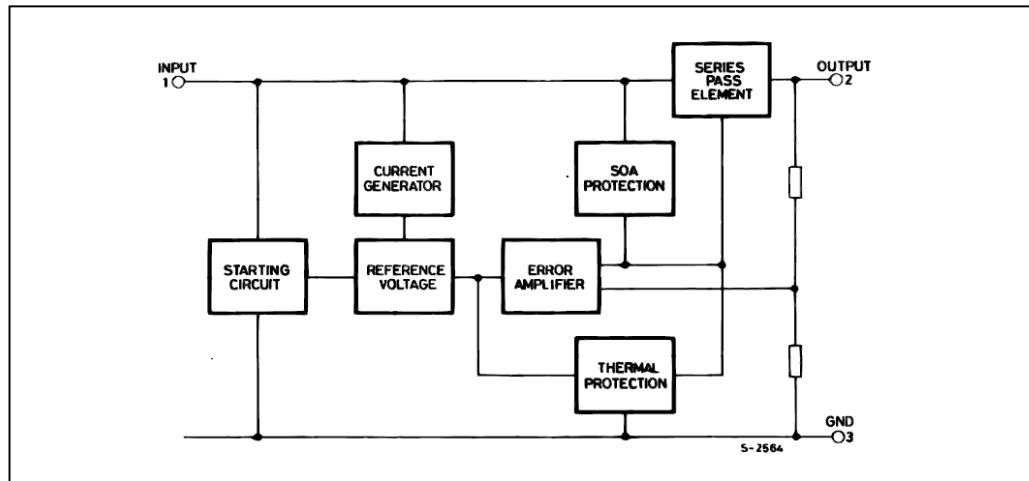 INPUT
1
SERIES
PASS
ELEMENT
OUTPUT
2
CURRENT
GENERATOR
SOA
PROTECTION
STARTING
CIRCUIT
REFERENCE
VOLTAGE
ERROR
AMPLIFIER
THERMAL
PROTECTION
GND
3
S-2564